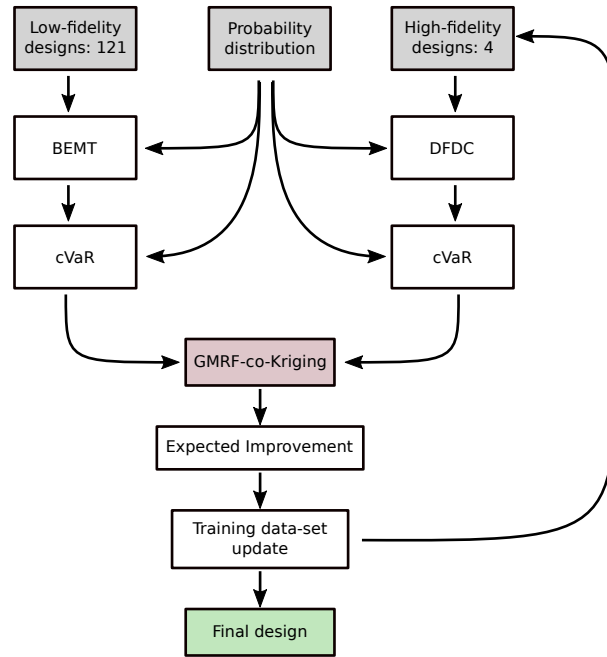 Low-fidelity
designs: 121
Probability
distribution
High-fidelity
designs: 4
BEMT
DFDC
cVaR
cVaR
GMRF-co-Kriging
Expected Improvement
Training data-set
update
Final design